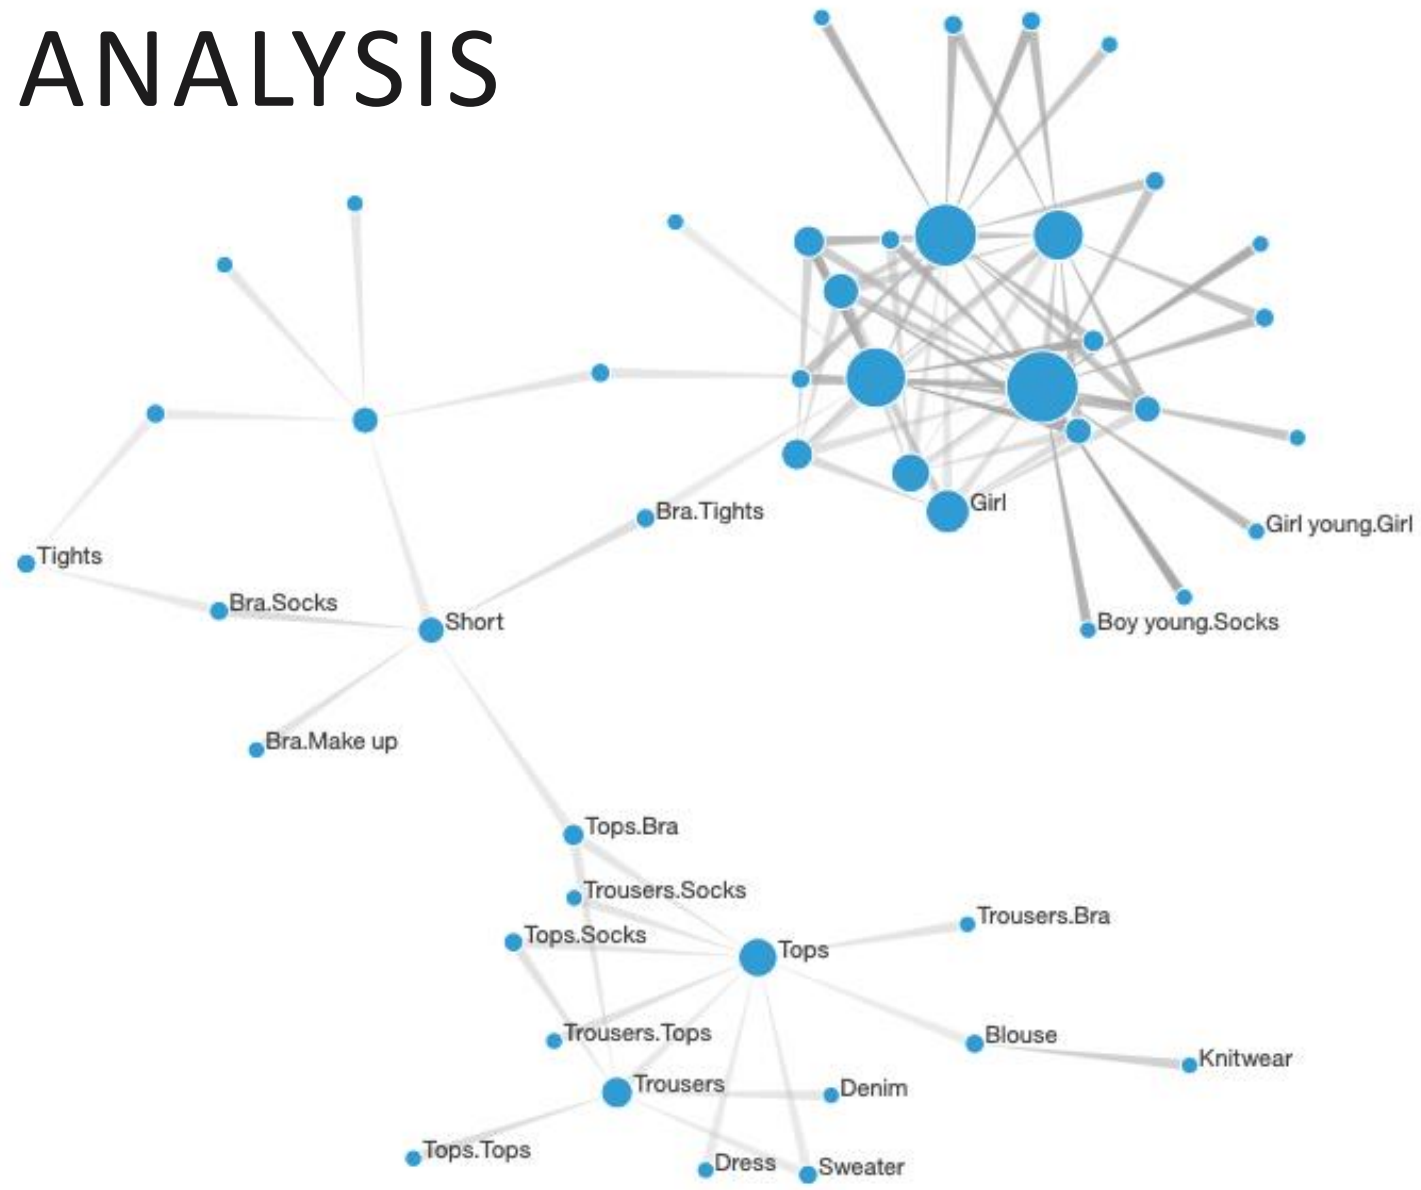 ANALYSIS
Girl
Bra.Tights
Girl young.Girl
Tights
Bra.Socks
Short
Boy young.Socks
Bra.Make up
Tops.Bra
Trousers.Socks
Trousers.Bra
Tops.Socks
Tops
Trousers.Tops
Blouse
Knitwear
Trousers
Denim
Tops.Tops
Dress
Sweater